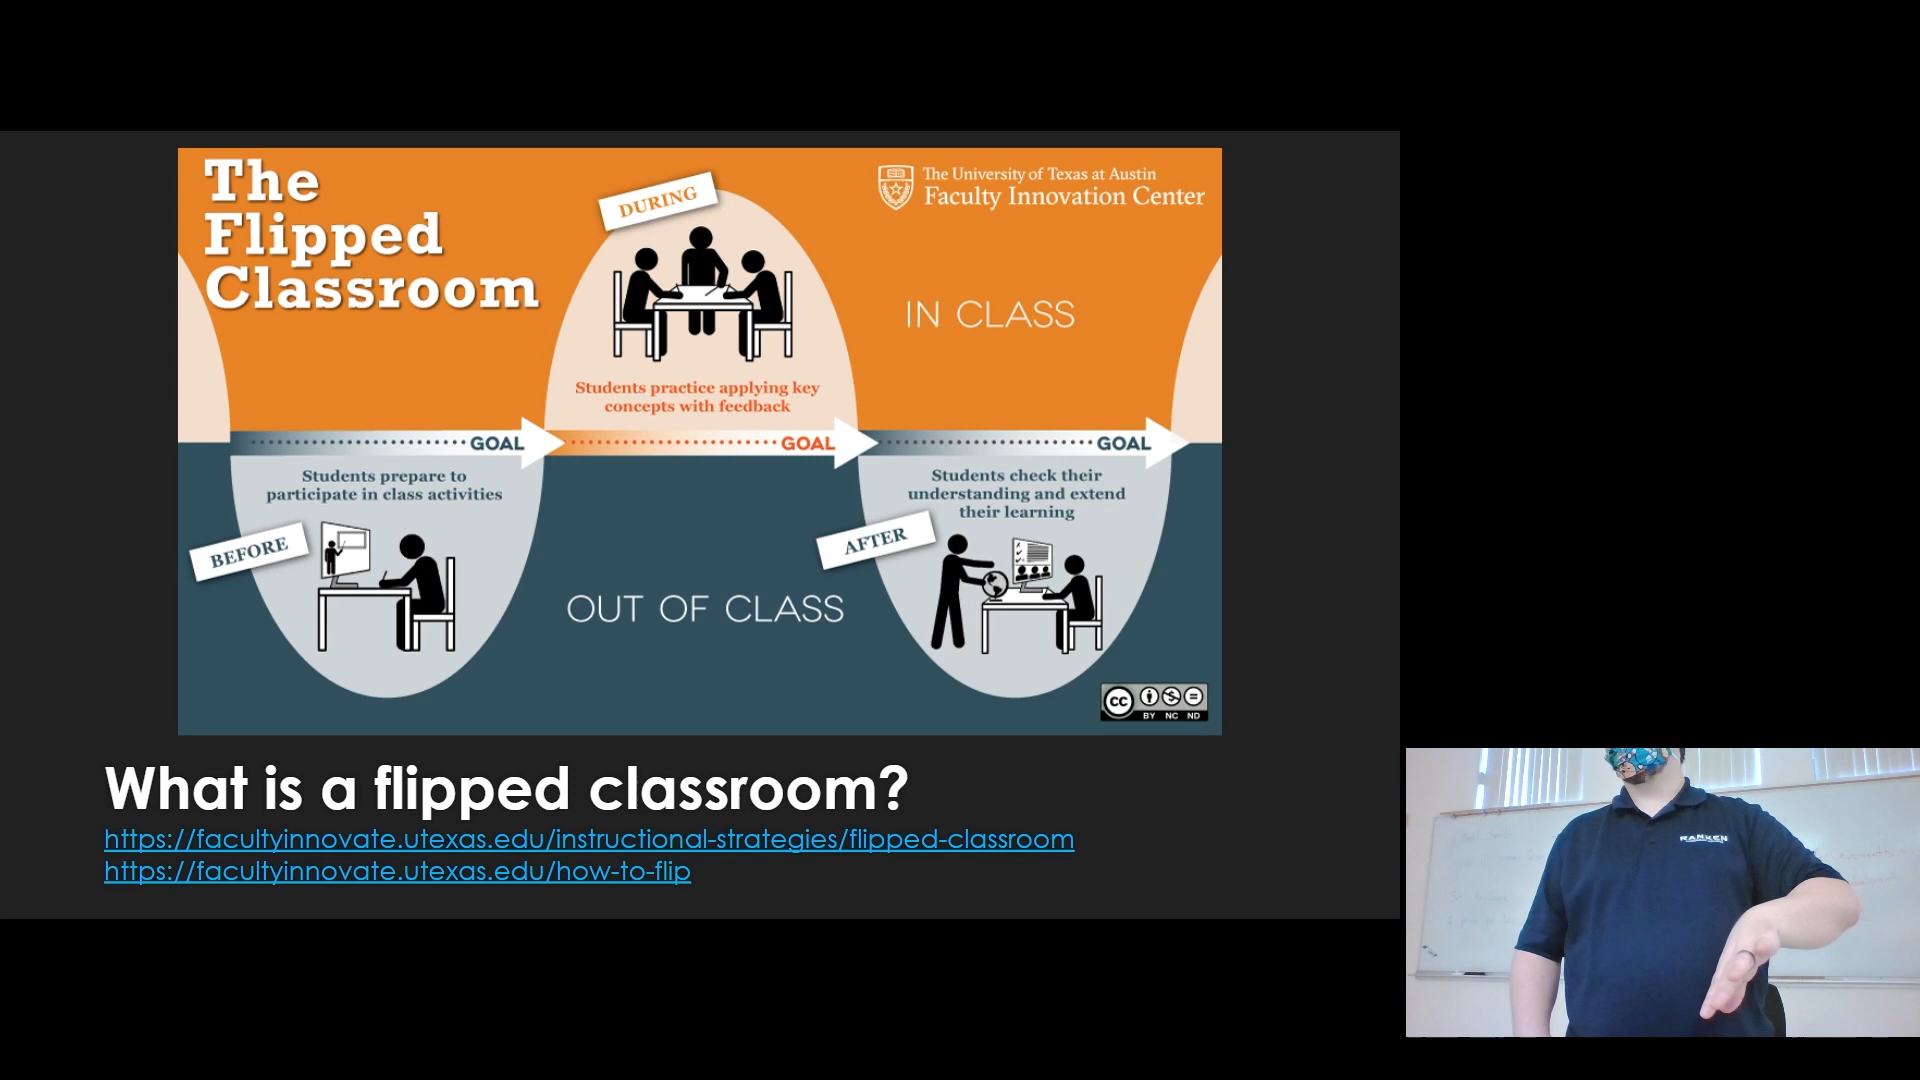 The
Flipped
Classroom
DURING
The University of Texas at Austin
Faculty Innovation Center
IN CLASS
Students practice applying key
concepts with feedback
GOAL
GOAL
GOAL
Students prepare to
participate in class activities
BEFORE
Students check their
understanding and extend
their learning
AFTER
OUT OF CLASS
CC
BY NC ND
What is a flipped classroom?
https://facultyinnovate.utexas.edu/instructional-strategies/flipped-classroom
https://facultyinnovate.utexas.edu/how-to-flip
RANKEN